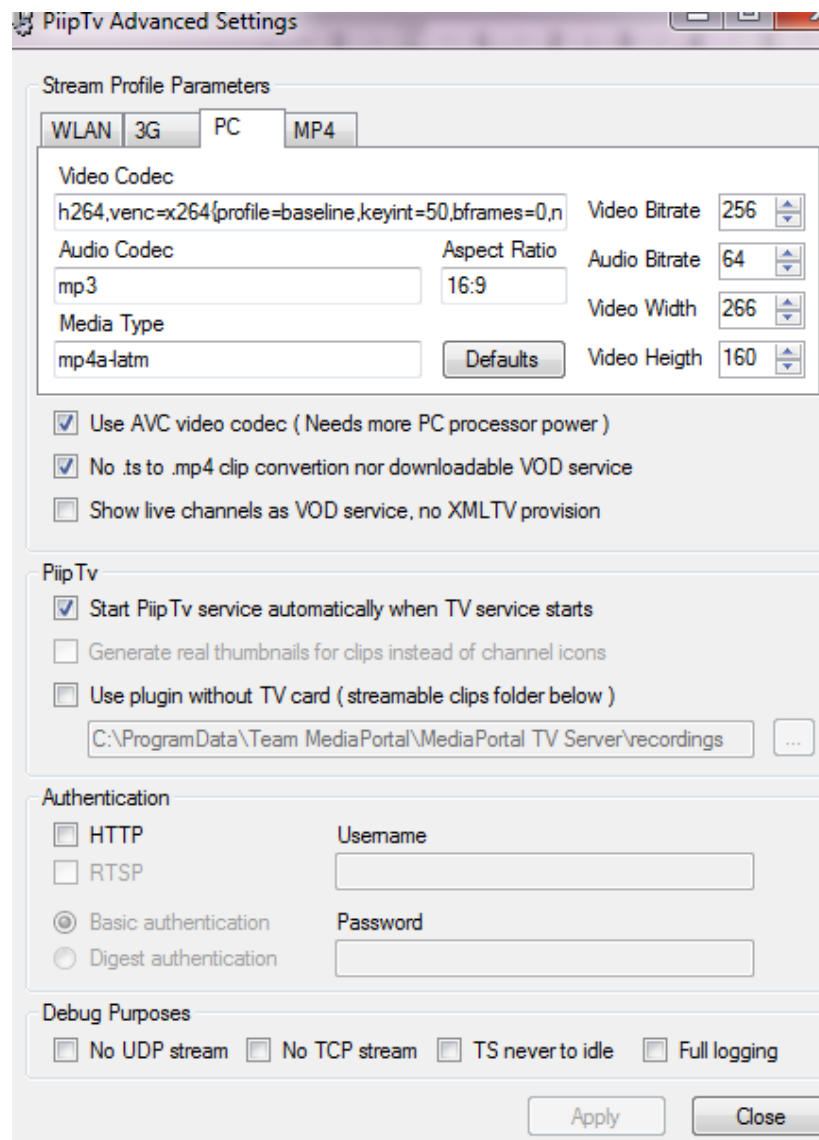 PiipTv Advanced Settings
Stream Profile Parameters
WLAN 3G PC MP4
Video Codec
h264,venc=x264{profile=baseline,keyint=50,bframes=0,n
Video Bitrate 256
Audio Codec Aspect Ratio
Audio Bitrate 64
mp3 16:9
Video Width 266
Media Type
mp4a-latm Defaults Video Heigth 160
Use AVC video codec ( Needs more PC processor power )
No .ts to .mp4 clip convertion nor downloadable VOD service
Show live channels as VOD service, no XMLTV provision
PiipTv
Start PiipTv service automatically when TV service starts
Generate real thumbnails for clips instead of channel icons
Use plugin without TV card ( streamable clips folder below )
C:\ProgramData\Team MediaPortal\MediaPortal TV Server\recordings ...
Authentication
HTTP Username
RTSP
Basic authentication Password
Digest authentication
Debug Purposes
No UDP stream No TCP stream TS never to idle Full logging
Apply Close